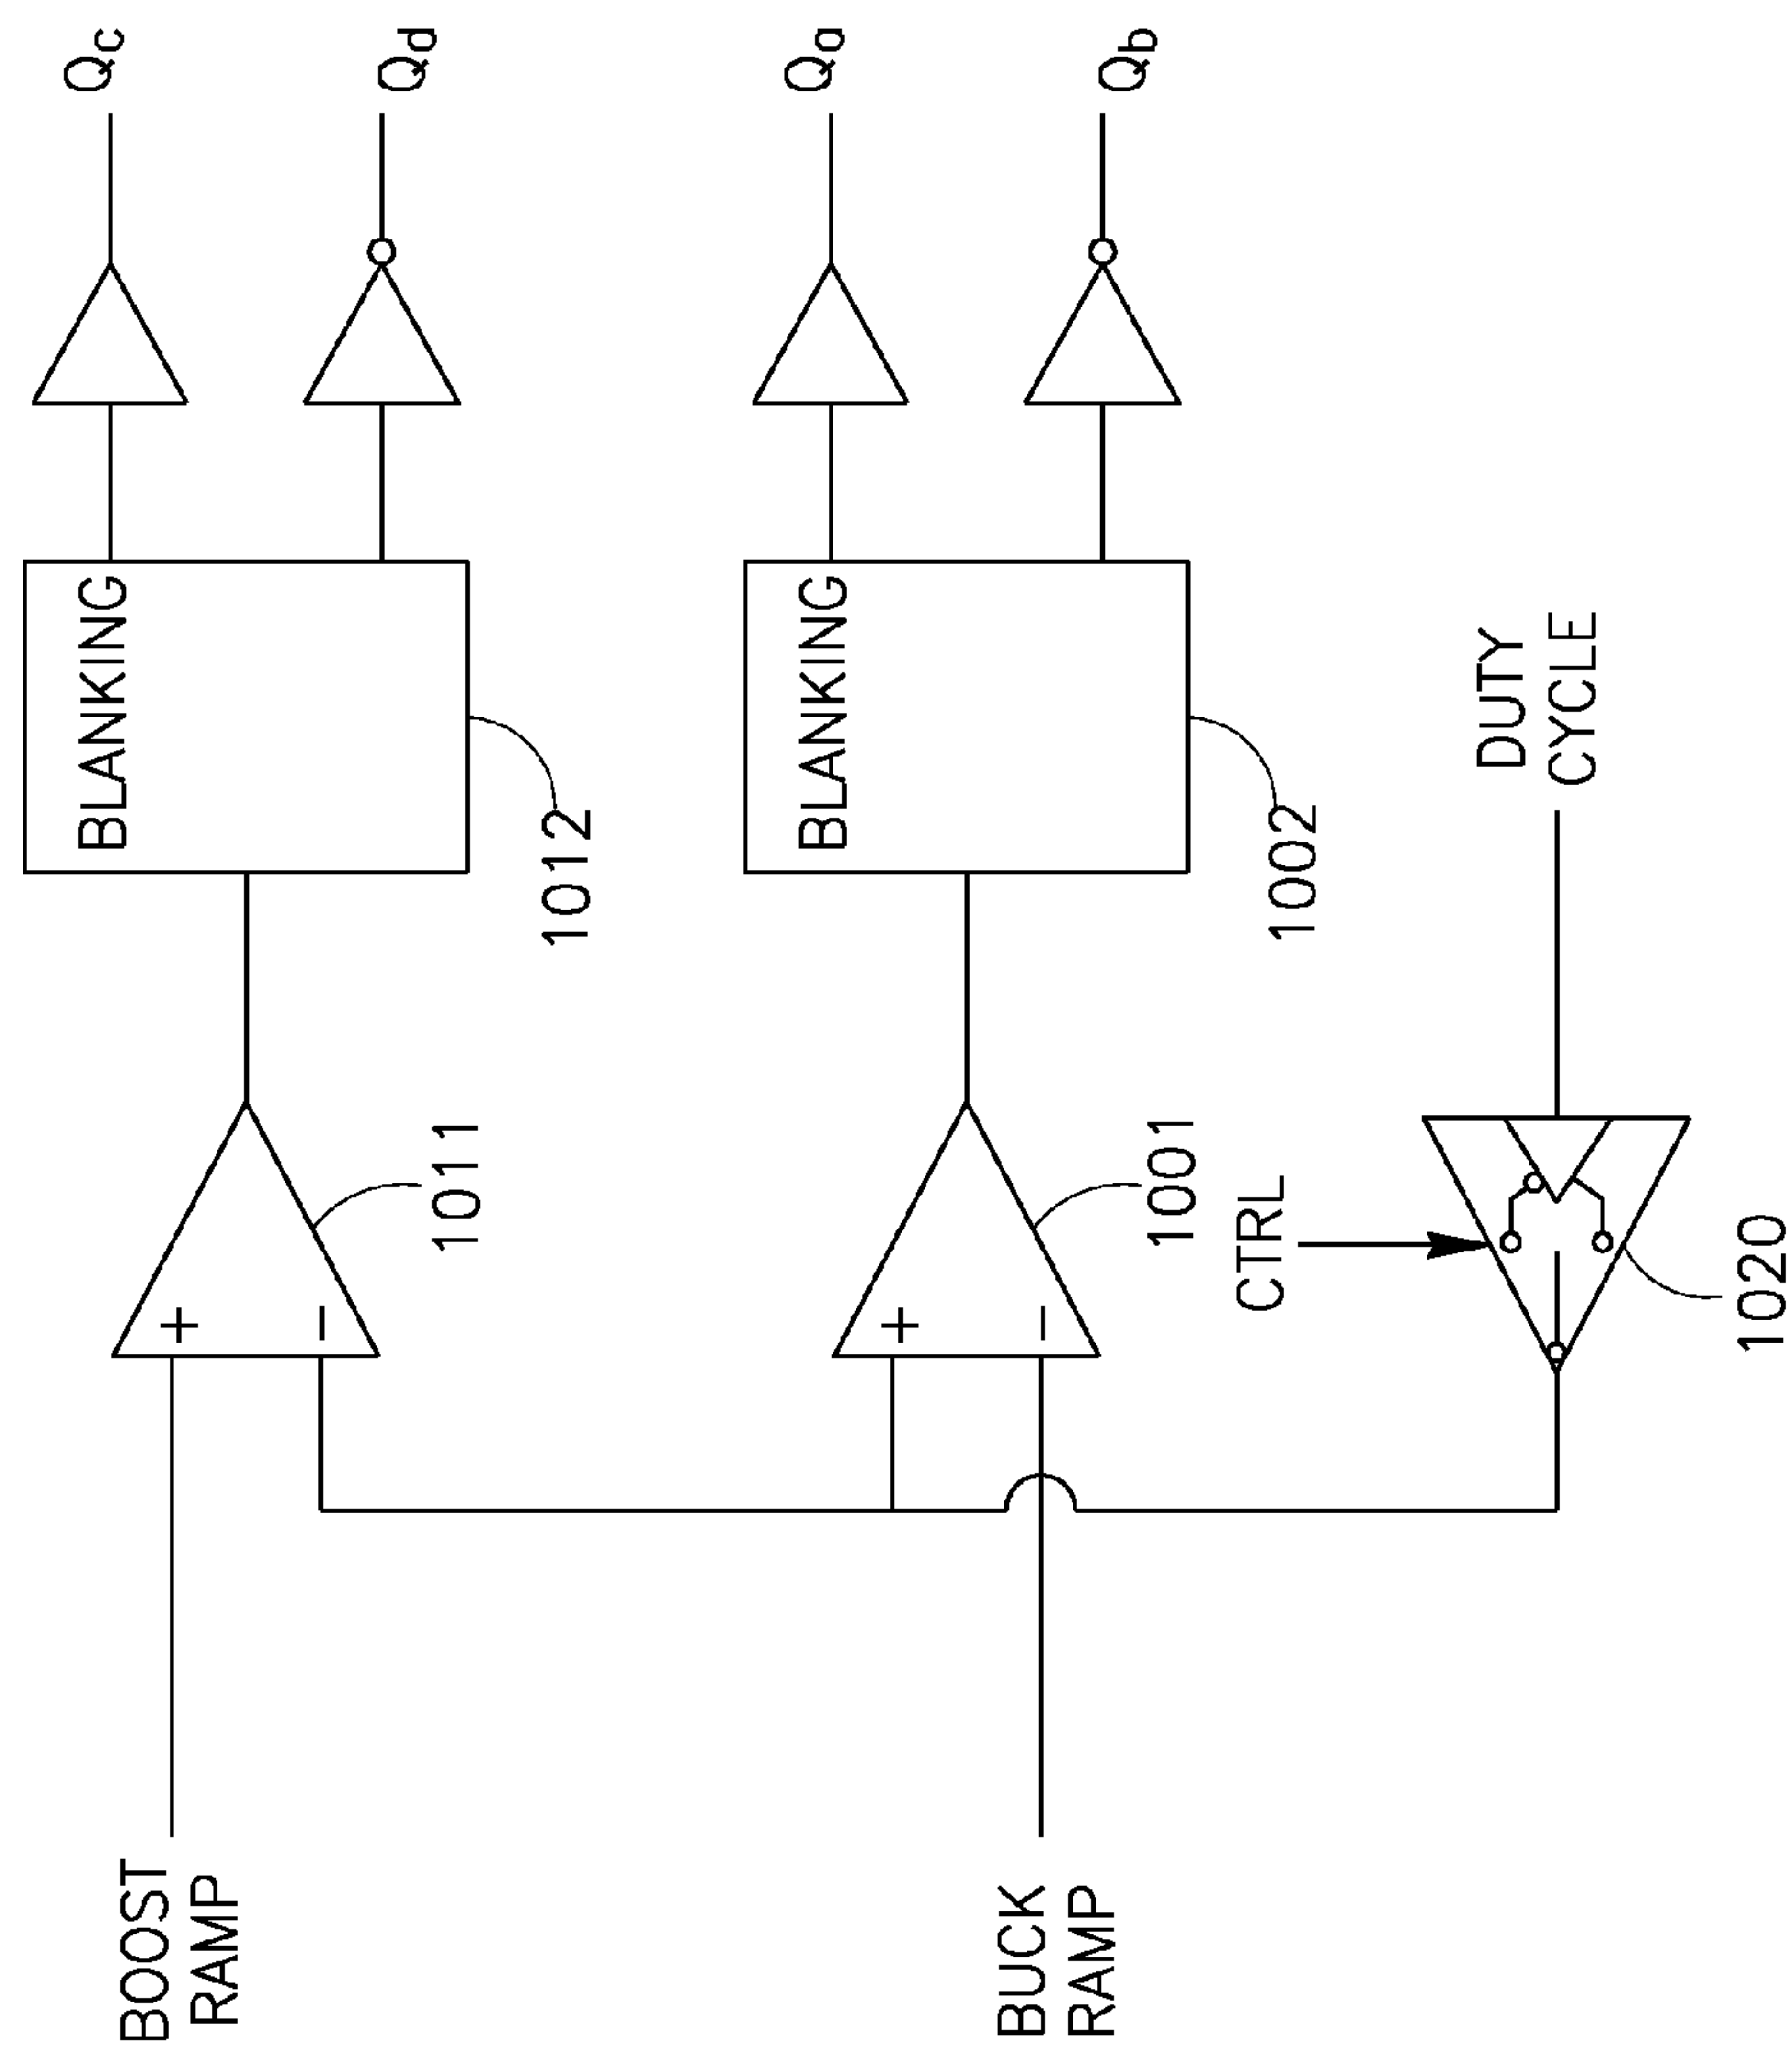 BOOST
RAMP
+
−
1011
BLANKING
1012
Qc
Qd
BUCK
RAMP
+
−
1001
BLANKING
1002
Qa
Qb
CTRL
1020
DUTY
CYCLE